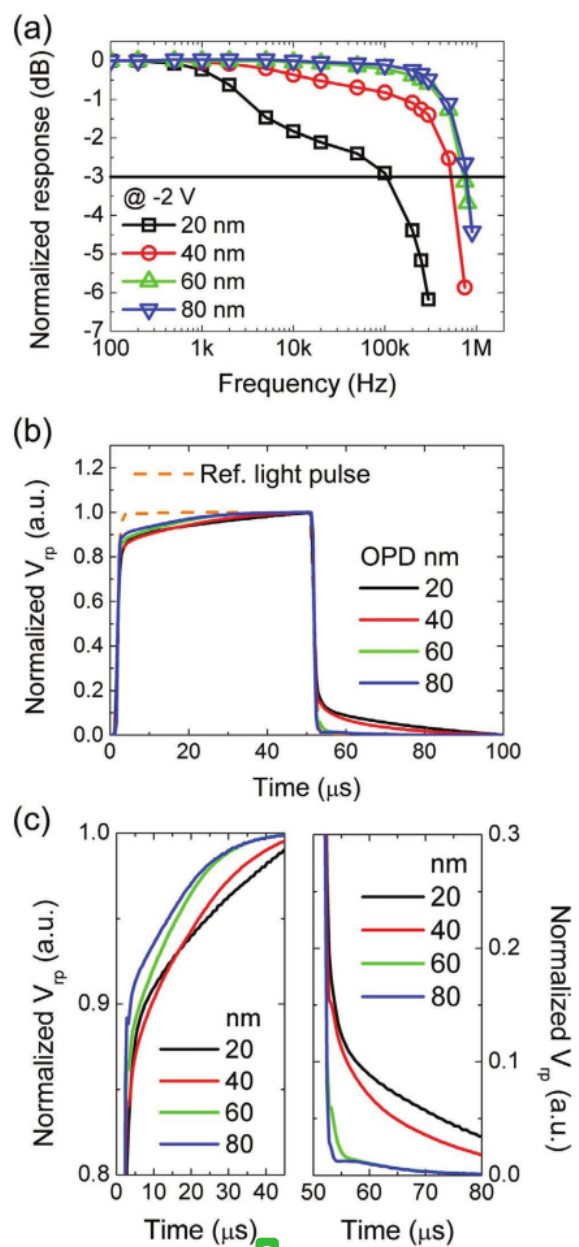 (a)
0
-1
-2
-3
-4
-5
-6
-7
Normalized response (dB)
@ -2 V
20 nm
40 nm
60 nm
80 nm
100 1k 10k 100k 1M
Frequency (Hz)
(b)
1.2
1.0
0.8
0.6
0.4
0.2
0.0
Normalized Vrp (a.u.)
Ref. light pulse
OPD nm
20
40
60
80
0 20 40 60 80 100
Time (μs)
(c)
1.0
0.9
0.8
Normalized Vrp (a.u.)
nm
20
40
60
80
0 10 20 30 40
Time (μs)
nm
20
40
60
80
0.3
0.2
0.1
0.0
Normalized Vrp (a.u.)
50 60 70 80
Time (μs)